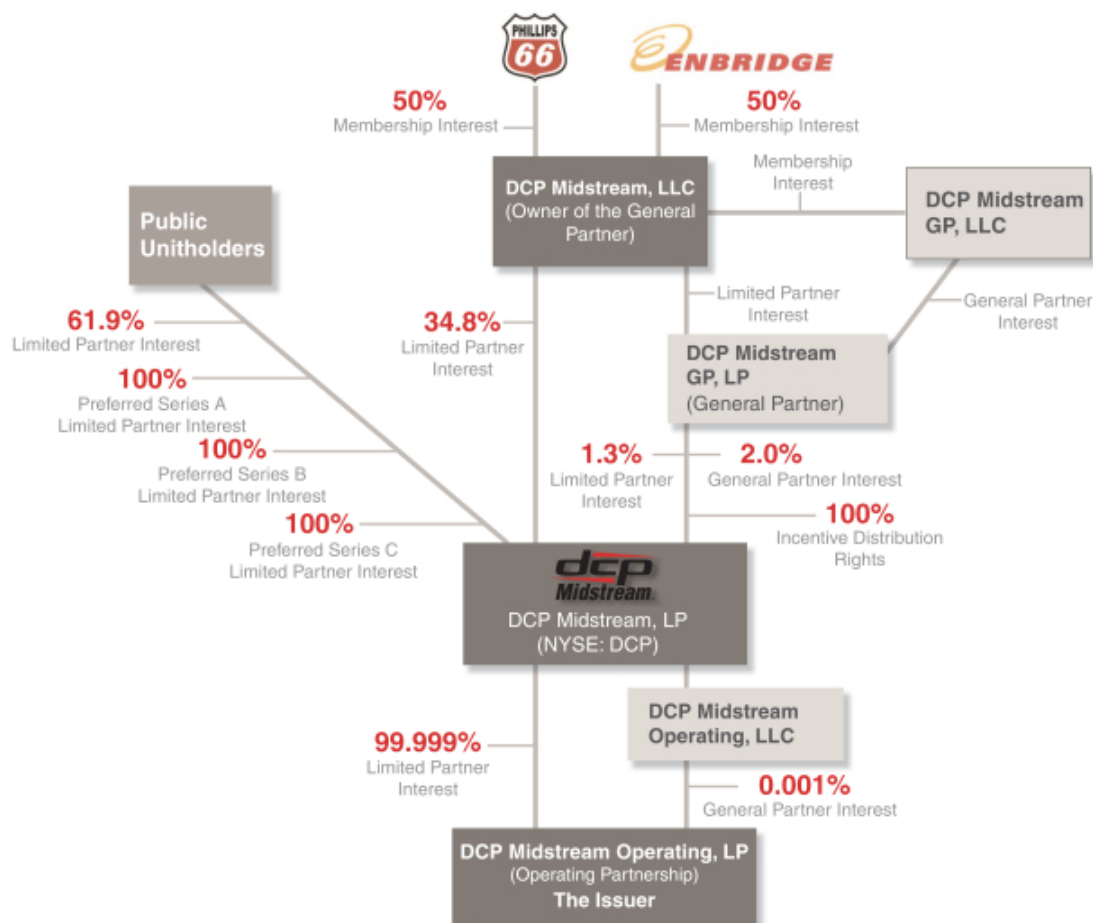 PHILLIPS
66
ENBRIDGE
50%
Membership Interest
50%
Membership Interest
DCP Midstream, LLC
(Owner of the General
Partner)
Membership
Interest
DCP Midstream
GP, LLC
Public
Unitholders
Limited Partner
Interest
General Partner
Interest
61.9%
Limited Partner Interest
34.8%
Limited Partner
Interest
DCP Midstream
GP, LP
(General Partner)
100%
Preferred Series A
Limited Partner Interest
100%
Preferred Series B
Limited Partner Interest
1.3%
Limited Partner
Interest
2.0%
General Partner Interest
100%
Preferred Series C
Limited Partner Interest
100%
Incentive Distribution
Rights
dcp
Midstream
DCP Midstream, LP
(NYSE: DCP)
DCP Midstream
Operating, LLC
99.999%
Limited Partner
Interest
0.001%
General Partner Interest
DCP Midstream Operating, LP
(Operating Partnership)
The Issuer